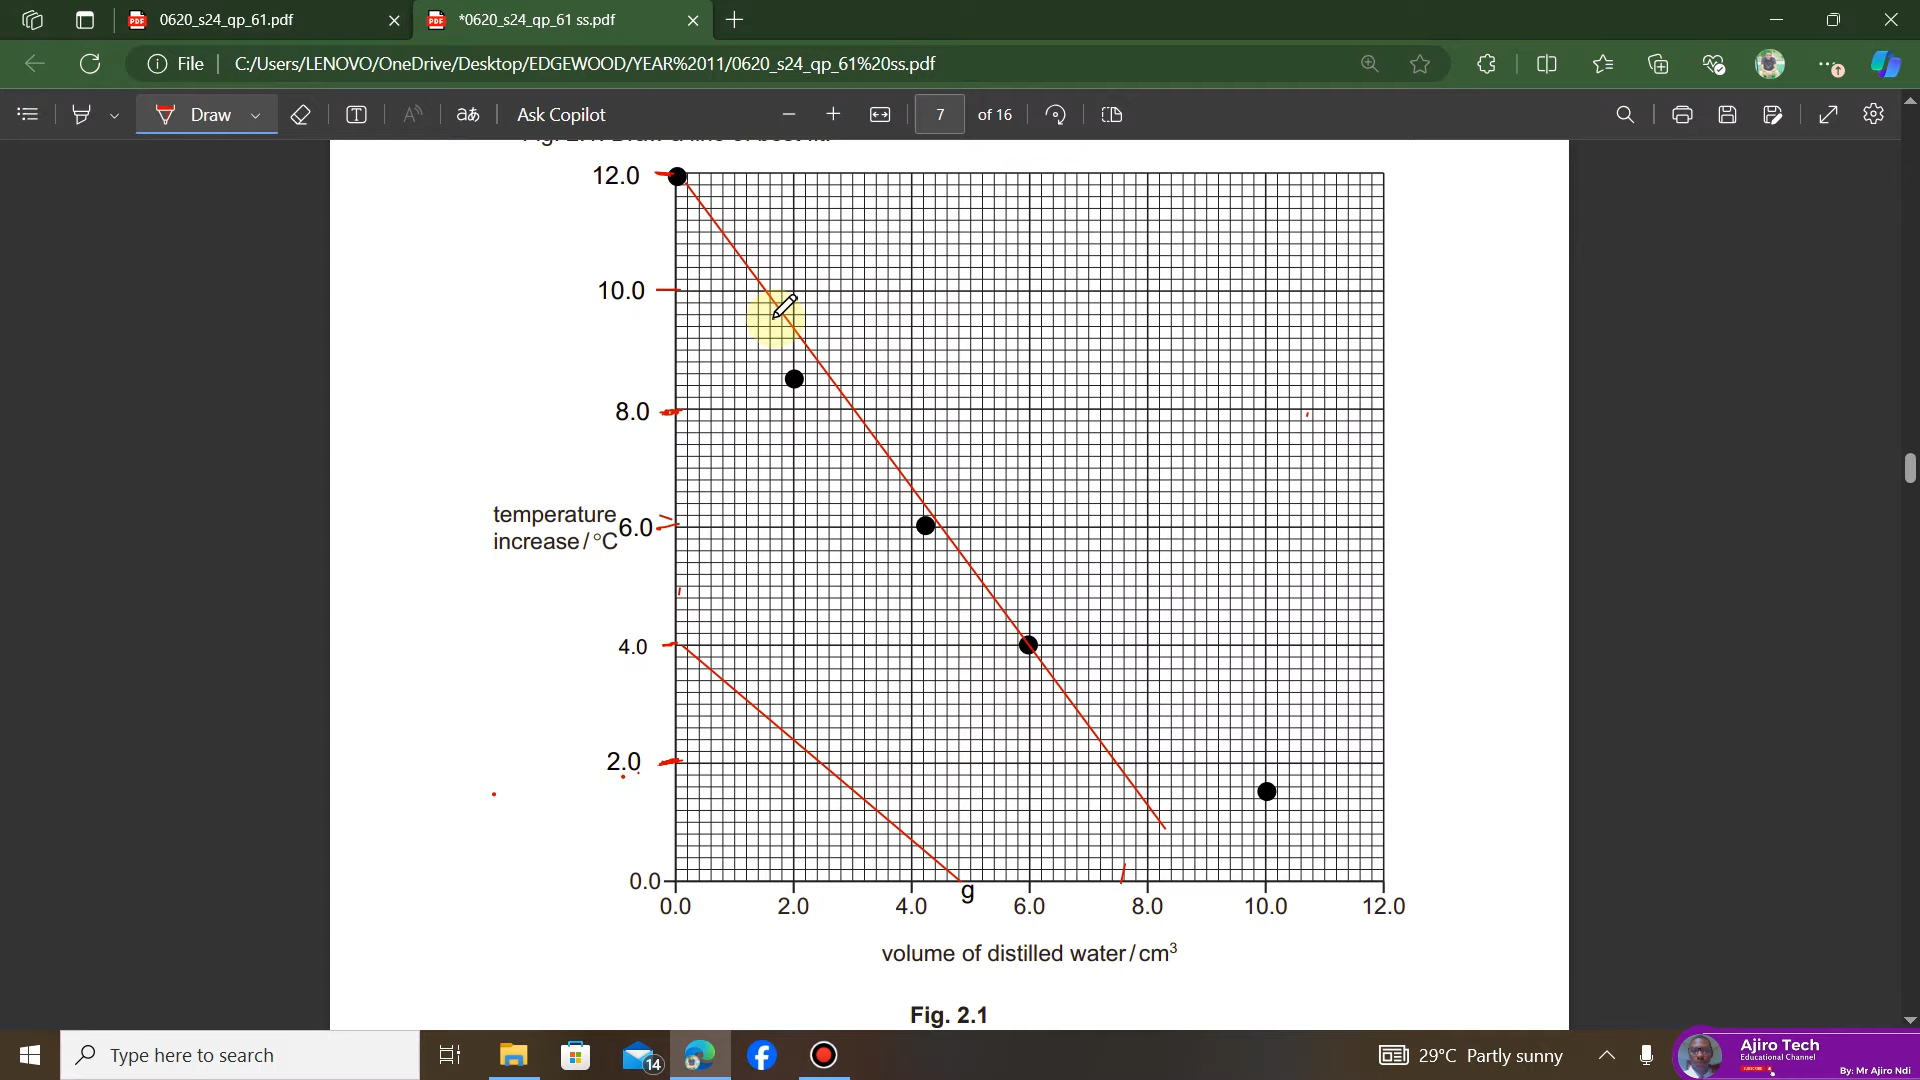 0620_s24_qp_61.pdf
*0620_s24_qp_61 ss.pdf
File
C:/Users/LENOVO/OneDrive/Desktop/EDGEWOOD/YEAR%2011/0620_s24_qp_61%20ss.pdf
Draw
aあ
Ask Copilot
7 of 16
12.0
10.0
8.0
temperature
increase/°C
6.0
4.0
2.0
0.0
g
0.0 2.0 4.0 6.0 8.0 10.0 12.0
volume of distilled water/cm³
Fig. 2.1
Type here to search
14
29°C Partly sunny
Ajiro Tech
Educational Channel
SUBSCRIBE
By: Mr Ajiro Ndi